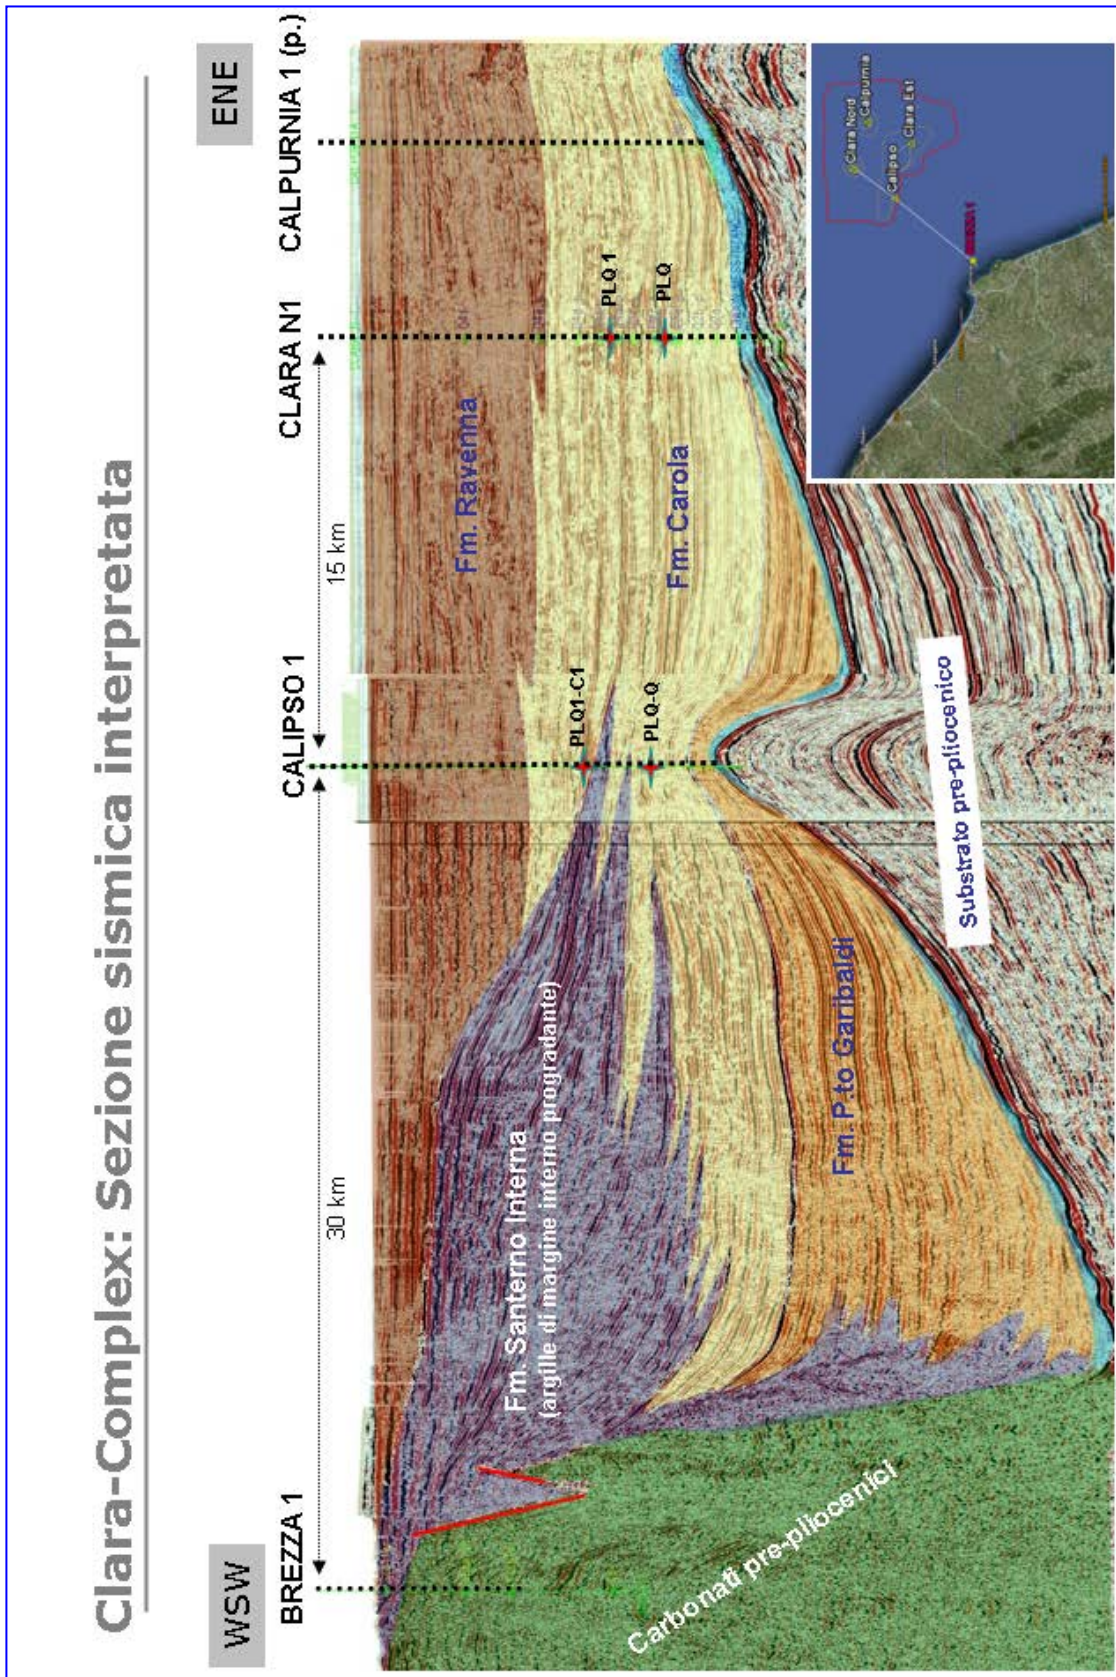 Clara-Complex: Sezione sismica interpretata
WSW
ENE
BREZZA 1
CALIPSO 1
CLARA N1
CALPURNIA 1 (p.)
30 km
15 km
Fm. Ravenna
Fm. Santerno Interna
(argille di margine interno progradante)
PLQ1-C1
PLQ-Q
PLQ 1
PLQ
Fm. Carola
Fm. P.to Garibaldi
Carbonati pre-pliocenici
Substrato pre-pliocenico
Clara Nord
Calpurnia
Calipso
Clara Est